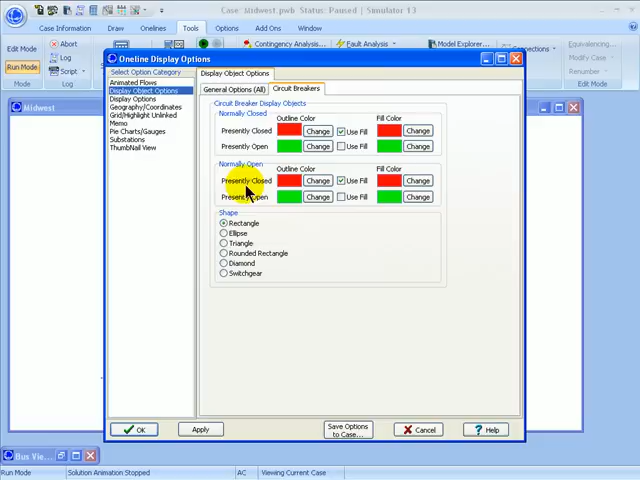 Case Midwest.pwb Status: Paused | Simulator 13
Case Information
Draw
Onelines
Tools
Options
Add Ons
Window
Edit Mode
Run Mode
Mode
Abort
Log
Script
Log
Contingency Analysis...
Fault Analysis
Model Explorer...
Connections
Equivalencing...
Modify Case
Renumber
Edit Modes
Midwest
Oneline Display Options
Select Option Category
Animated Flows
Display Object Options
Display Options
Geography/Coordinates
Grid/Highlight Unlinked
Memo
Pie Charts/Gauges
Substations
ThumbNail View
Display Object Options
General Options (All)
Circuit Breakers
Circuit Breaker Display Objects
Normally Closed
Outline Color
Fill Color
Presently Closed
Change
Use Fill
Change
Presently Open
Change
Use Fill
Change
Normally Open
Outline Color
Fill Color
Presently Closed
Change
Use Fill
Change
Presently Open
Change
Use Fill
Change
Shape
Rectangle
Ellipse
Triangle
Rounded Rectangle
Diamond
Switchgear
OK
Apply
Save Options
to Case...
Cancel
? Help
Bus Vie...
Run Mode
Solution Animation Stopped
AC
Viewing Current Case